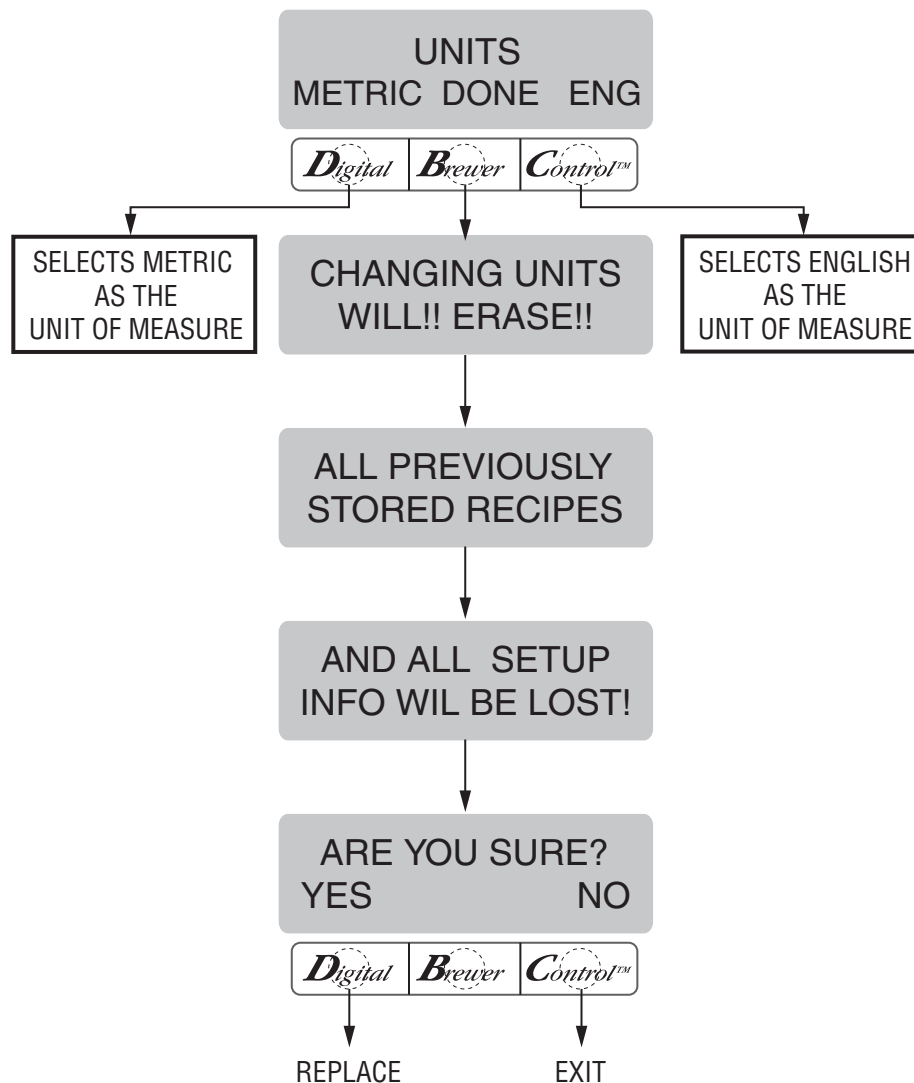 UNITS
METRIC DONE ENG
Digital Brewer Control™
SELECTS METRIC
AS THE
UNIT OF MEASURE
CHANGING UNITS
WILL!! ERASE!!
SELECTS ENGLISH
AS THE
UNIT OF MEASURE
ALL PREVIOUSLY
STORED RECIPES
AND ALL SETUP
INFO WIL BE LOST!
ARE YOU SURE?
YES NO
Digital Brewer Control™
REPLACE EXIT